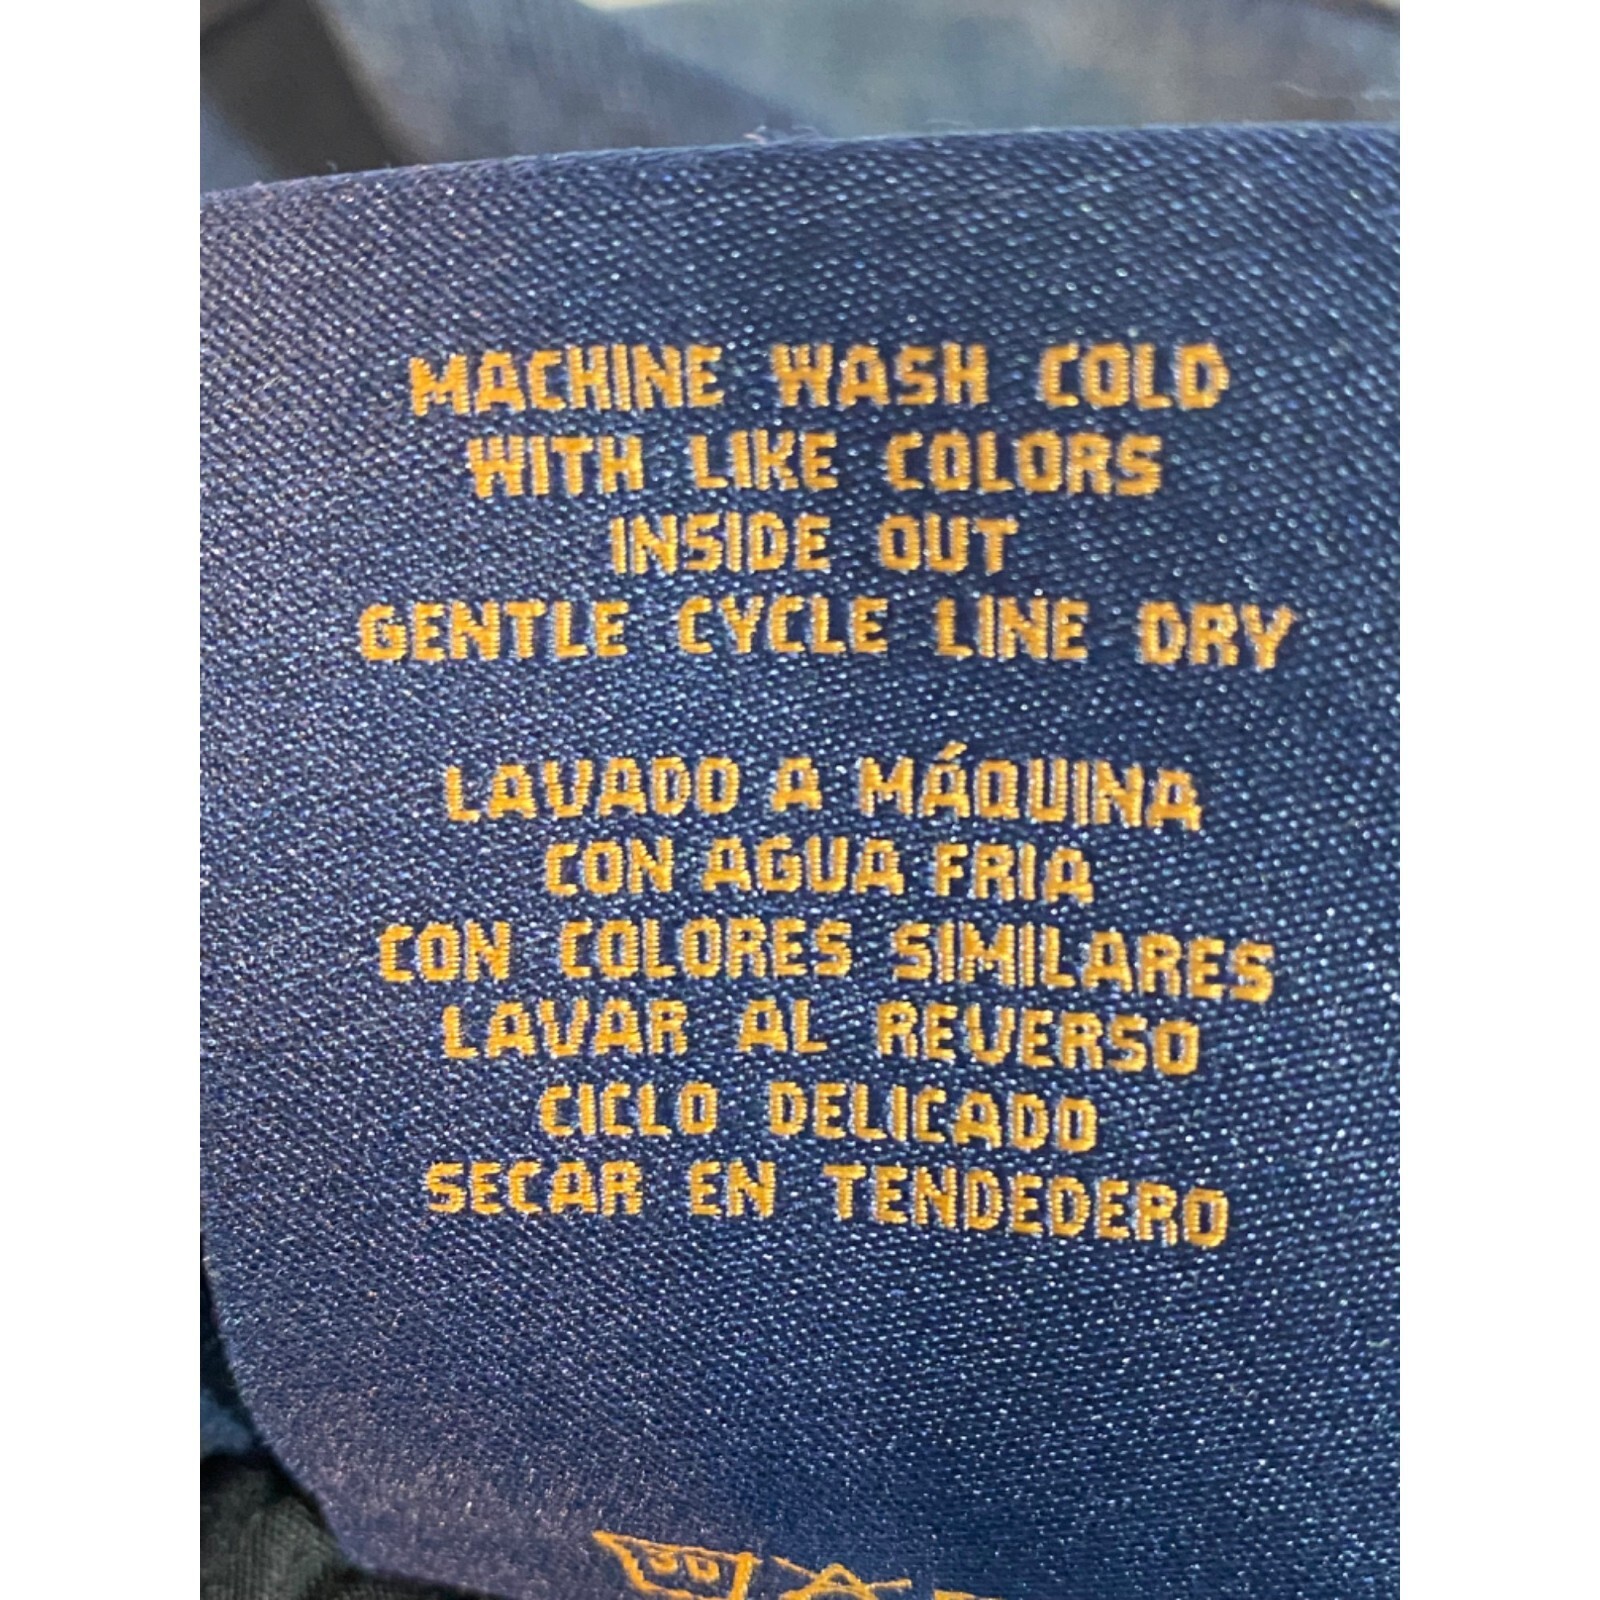 MACHINE WASH COLD
WITH LIKE COLORS
INSIDE OUT
GENTLE CYCLE LINE DRY
LAVADO A MÁQUINA
CON AGUA FRIA
CON COLORES SIMILARES
LAVAR AL REVERSO
CICLO DELICADO
SECAR EN TENDEDERO